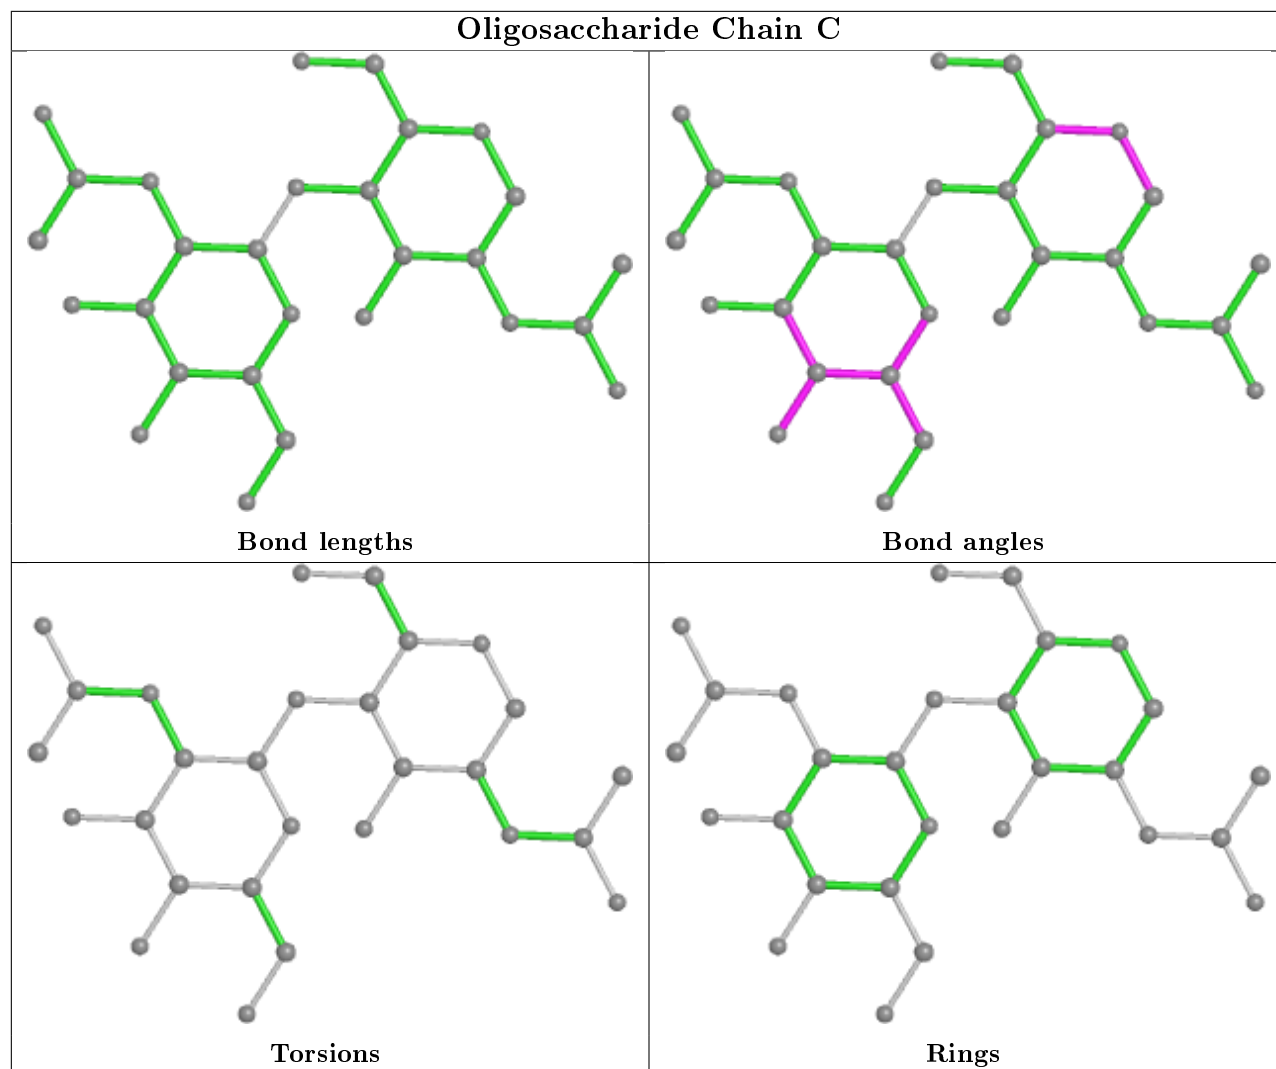 Oligosaccharide Chain C
Bond lengths
Bond angles
Torsions
Rings